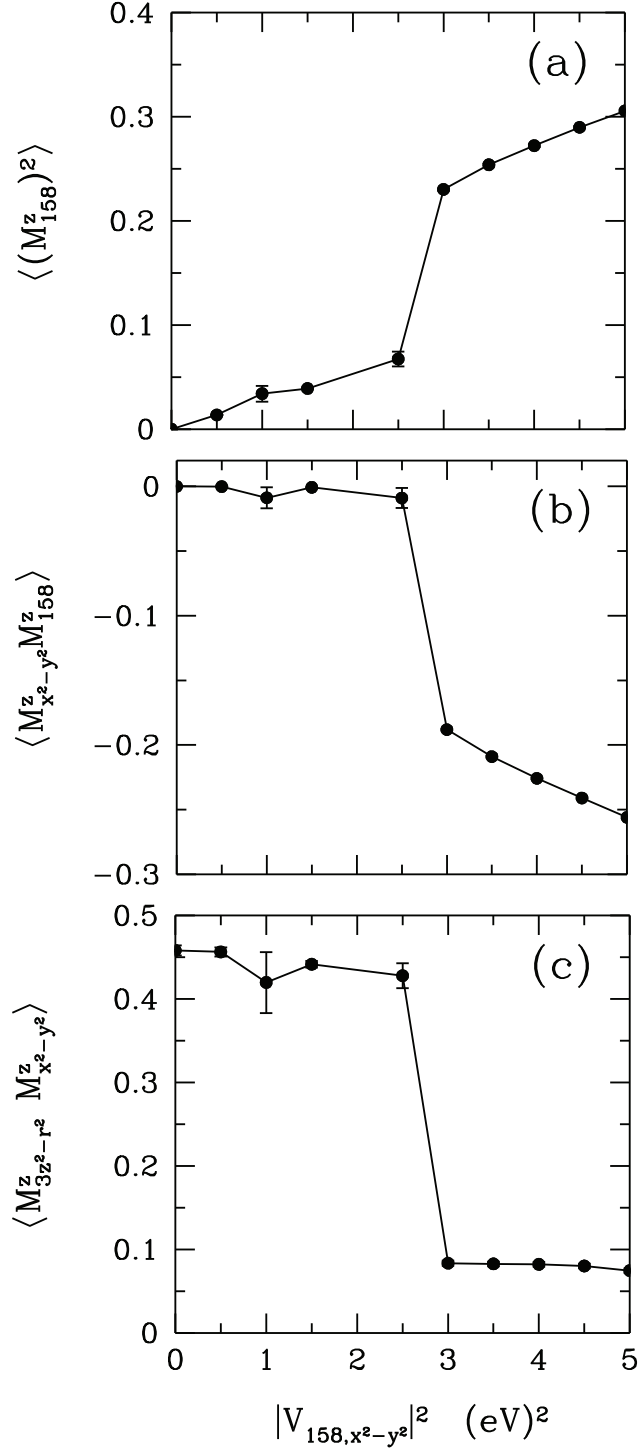 0.4
(a)
0.3
⟨(M^z_158)^2⟩
0.2
0.1
0
0
(b)
−0.1
⟨M^z_x²−y² M^z_158⟩
−0.2
−0.3
0.5
(c)
0.4
0.3
⟨M^z_3z²−r² M^z_x²−y²⟩
0.2
0.1
0
0 1 2 3 4 5
|V_158,x²−y²|² (eV)²